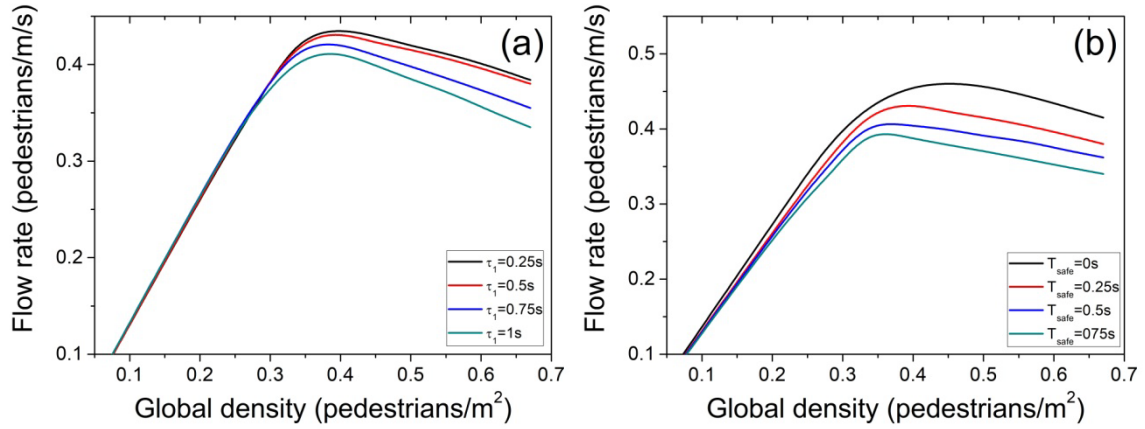 (a)
Flow rate (pedestrians/m/s)
0.4
0.3
0.2
0.1
τ₁=0.25s
τ₁=0.5s
τ₁=0.75s
τ₁=1s
0.1 0.2 0.3 0.4 0.5 0.6 0.7
Global density (pedestrians/m²)
(b)
Flow rate (pedestrians/m/s)
0.5
0.4
0.3
0.2
0.1
T_safe=0s
T_safe=0.25s
T_safe=0.5s
T_safe=075s
0.1 0.2 0.3 0.4 0.5 0.6 0.7
Global density (pedestrians/m²)